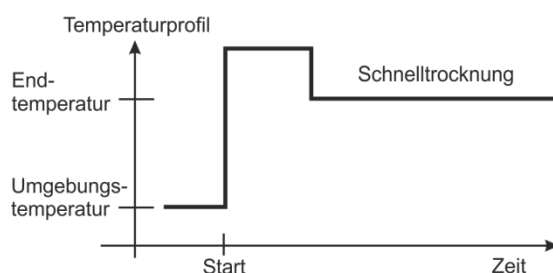 Temperaturprofil
End-
temperatur
Schnelltrocknung
Umgebungs-
temperatur
Start
Zeit